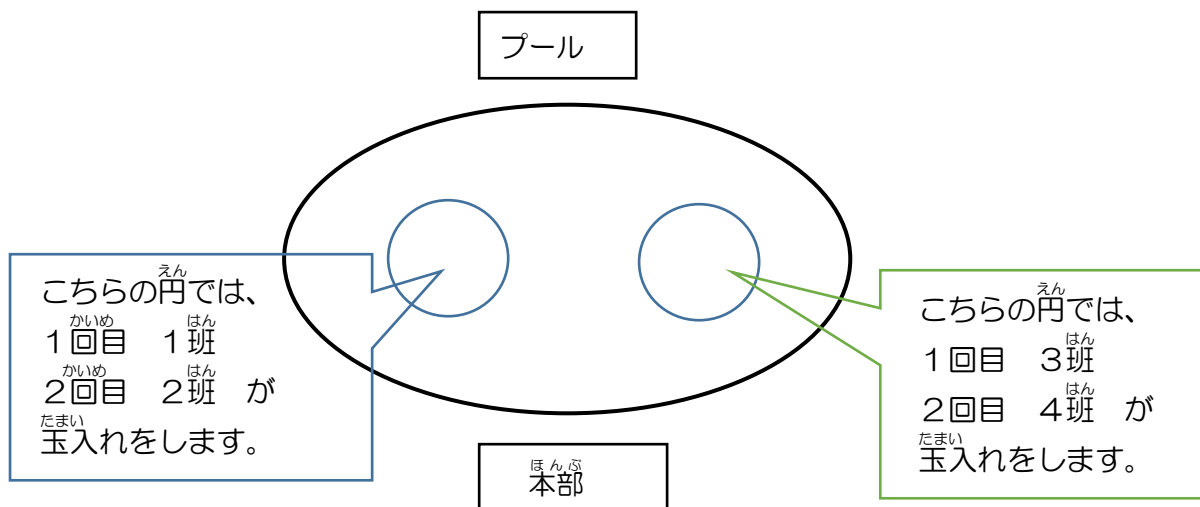 プール
こちらの円では、
1回目　1班
2回目　2班　が
玉入れをします。
こちらの円では、
1回目　3班
2回目　4班　が
玉入れをします。
本部